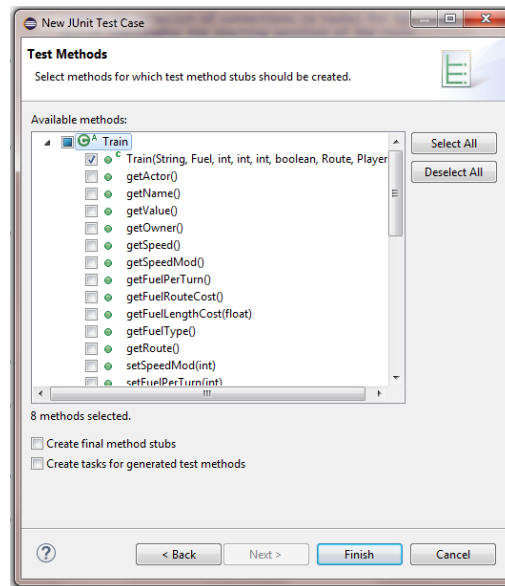 New JUnit Test Case
Test Methods
Select methods for which test method stubs should be created.
Available methods:
Train
Train(String, Fuel, int, int, int, boolean, Route, Player
getActor()
getName()
getValue()
getOwner()
getSpeed()
getSpeedMod()
getFuelPerTurn()
getFuelRouteCost()
getFuelLengthCost(float)
getFuelType()
getRoute()
setSpeedMod(int)
setFuelPerTurn(int)
Select All
Deselect All
8 methods selected.
Create final method stubs
Create tasks for generated test methods
< Back
Next >
Finish
Cancel